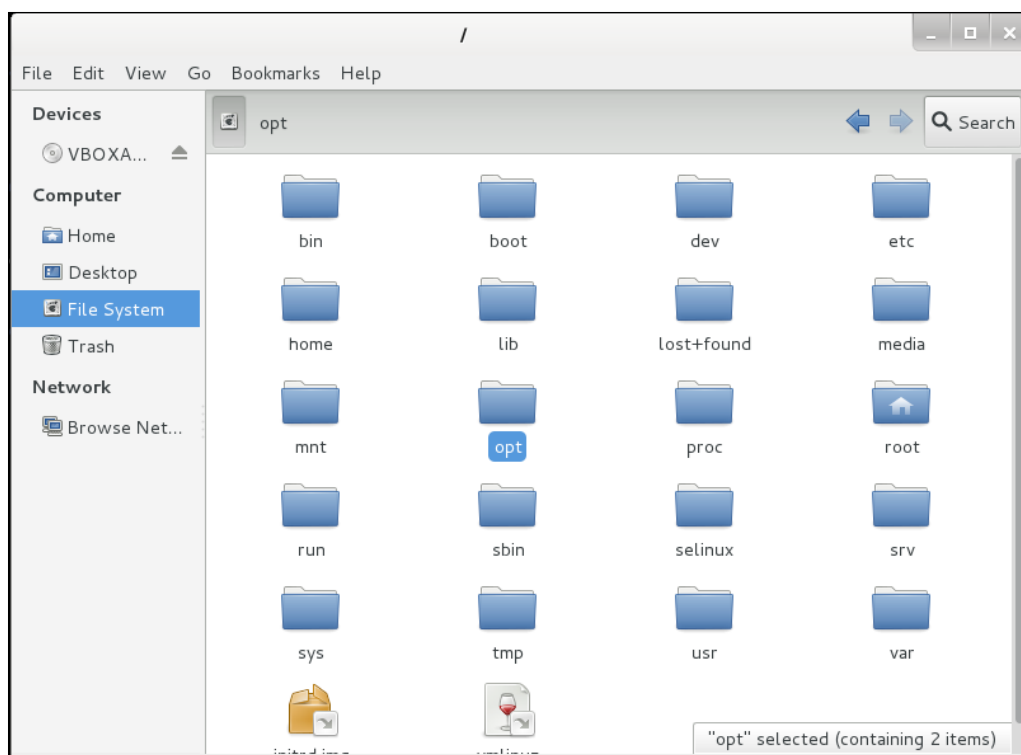 /
File Edit View Go Bookmarks Help
Devices
VBOXA...
Computer
Home
Desktop
File System
Trash
Network
Browse Net...
opt
Search
bin boot dev etc
home lib lost+found media
mnt opt proc root
run sbin selinux srv
sys tmp usr var
"opt" selected (containing 2 items)